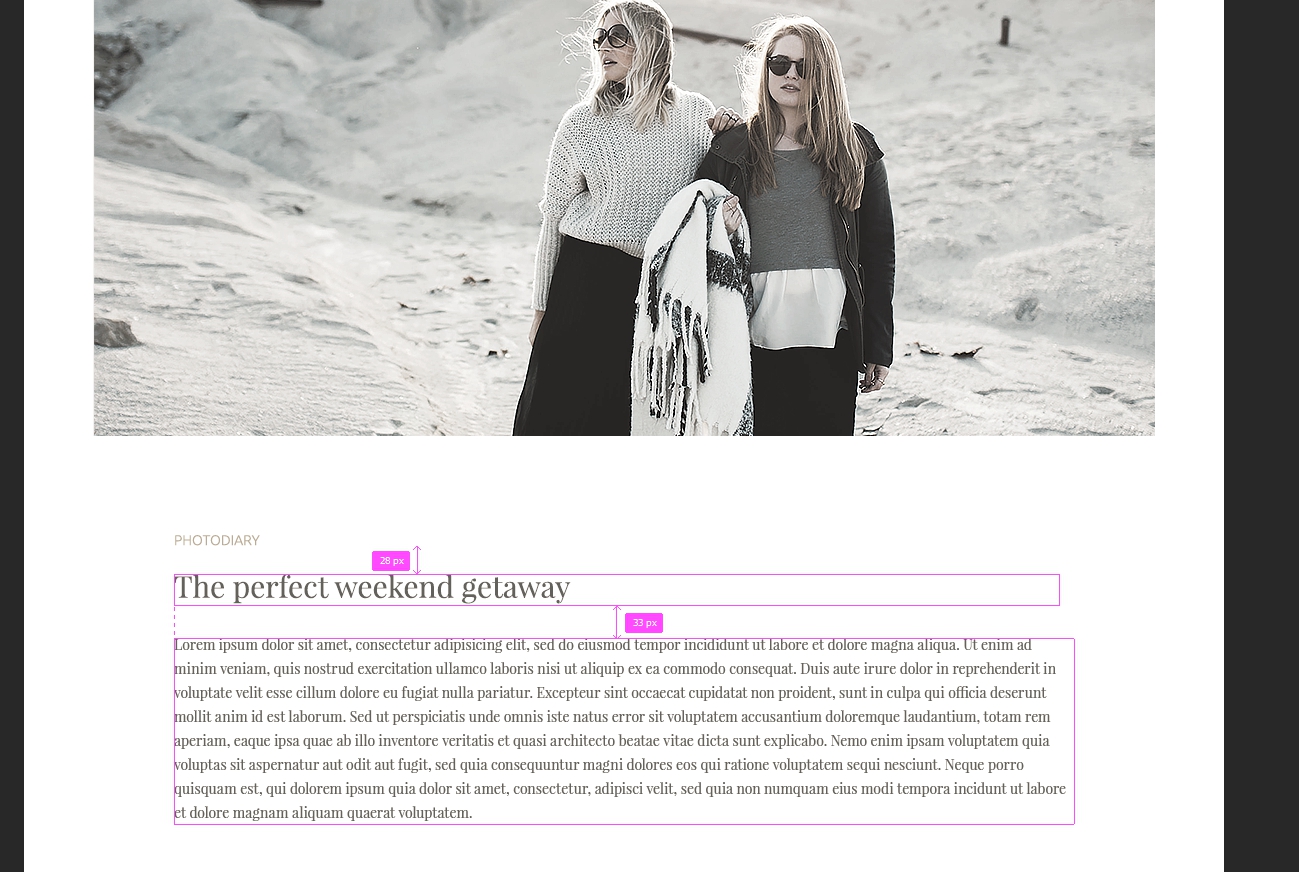 PHOTODIARY
28 px
The perfect weekend getaway
33 px
Lorem ipsum dolor sit amet, consectetur adipisicing elit, sed do eiusmod tempor incididunt ut labore et dolore magna aliqua. Ut enim ad
minim veniam, quis nostrud exercitation ullamco laboris nisi ut aliquip ex ea commodo consequat. Duis aute irure dolor in reprehenderit in
voluptate velit esse cillum dolore eu fugiat nulla pariatur. Excepteur sint occaecat cupidatat non proident, sunt in culpa qui officia deserunt
mollit anim id est laborum. Sed ut perspiciatis unde omnis iste natus error sit voluptatem accusantium doloremque laudantium, totam rem
aperiam, eaque ipsa quae ab illo inventore veritatis et quasi architecto beatae vitae dicta sunt explicabo. Nemo enim ipsam voluptatem quia
voluptas sit aspernatur aut odit aut fugit, sed quia consequuntur magni dolores eos qui ratione voluptatem sequi nesciunt. Neque porro
quisquam est, qui dolorem ipsum quia dolor sit amet, consectetur, adipisci velit, sed quia non numquam eius modi tempora incidunt ut labore
et dolore magnam aliquam quaerat voluptatem.